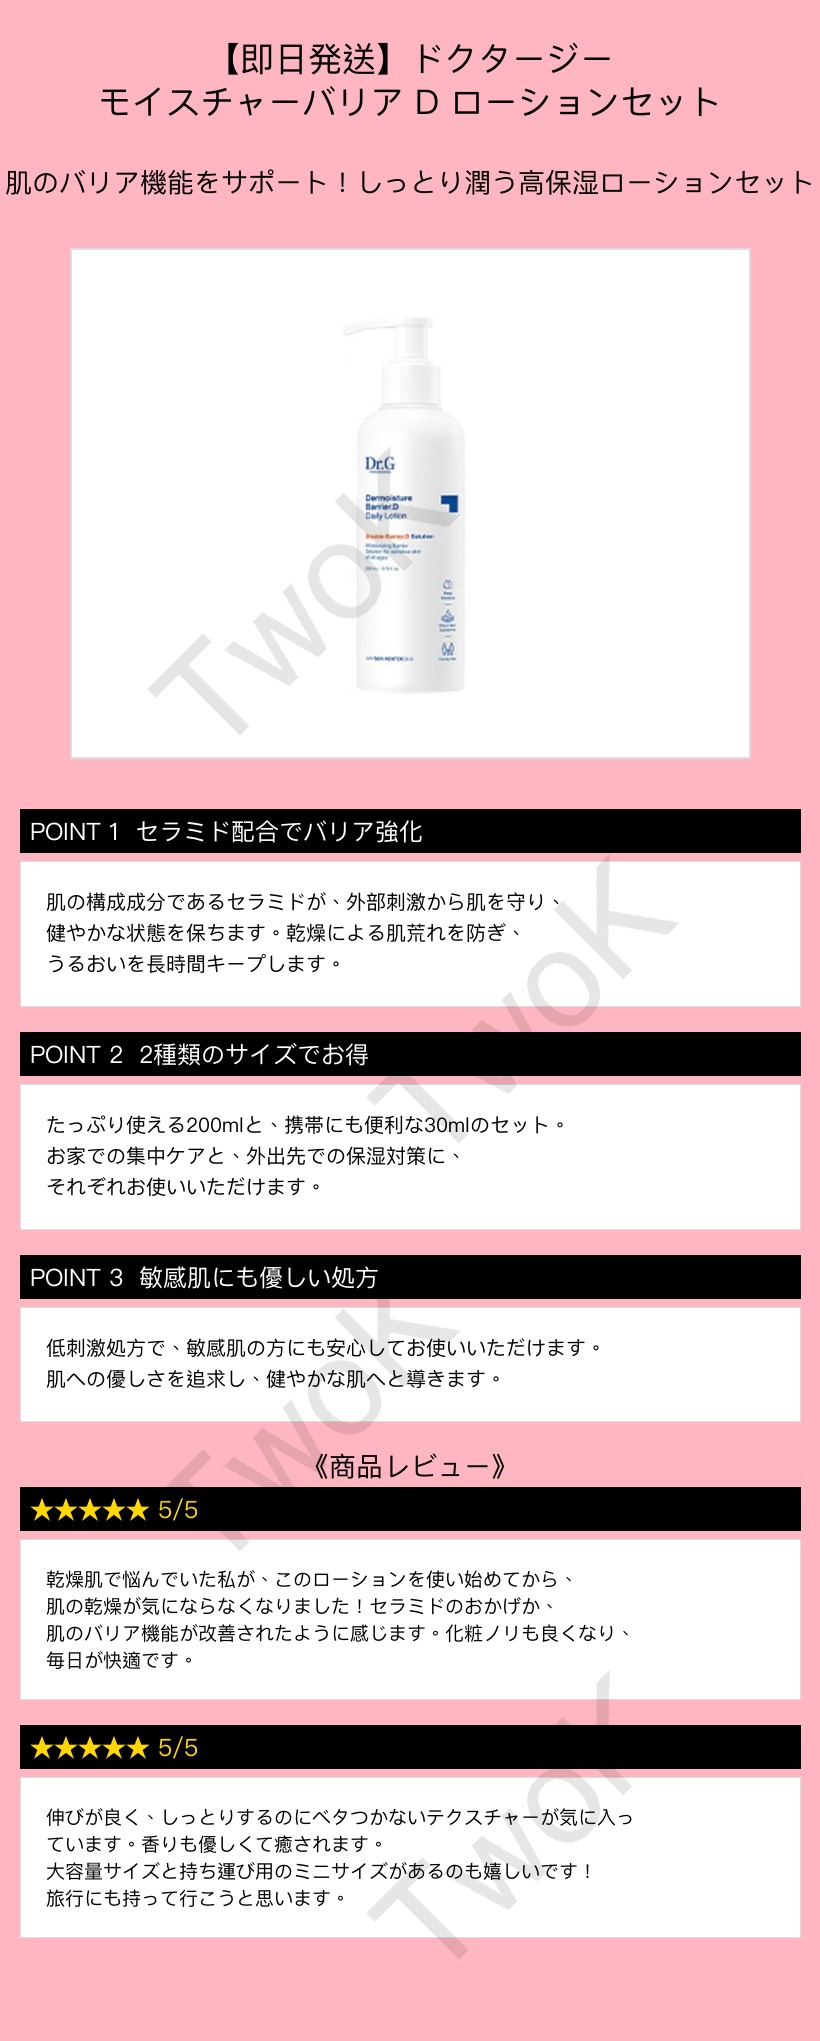 【即日発送】ドクタージー
モイスチャーバリア D ローションセット
肌のバリア機能をサポート！しっとり潤う高保湿ローションセット
Dr.G
Dermoisture
Barrier.D
Daily Lotion
Double Barrier.D Solution
TwoK
POINT 1 セラミド配合でバリア強化
肌の構成成分であるセラミドが、外部刺激から肌を守り、
健やかな状態を保ちます。乾燥による肌荒れを防ぎ、
うるおいを長時間キープします。
TwoK
POINT 2 2種類のサイズでお得
たっぷり使える200mlと、携帯にも便利な30mlのセット。
お家での集中ケアと、外出先での保湿対策に、
それぞれお使いいただけます。
POINT 3 敏感肌にも優しい処方
低刺激処方で、敏感肌の方にも安心してお使いいただけます。
肌への優しさを追求し、健やかな肌へと導きます。
TwoK
《商品レビュー》
★★★★★ 5/5
乾燥肌で悩んでいた私が、このローションを使い始めてから、
肌の乾燥が気にならなくなりました！セラミドのおかげか、
肌のバリア機能が改善されたように感じます。化粧ノリも良くなり、
毎日が快適です。
★★★★★ 5/5
伸びが良く、しっとりするのにベタつかないテクスチャーが気に入っ
ています。香りも優しくて癒されます。
大容量サイズと持ち運び用のミニサイズがあるのも嬉しいです！
旅行にも持って行こうと思います。
TwoK